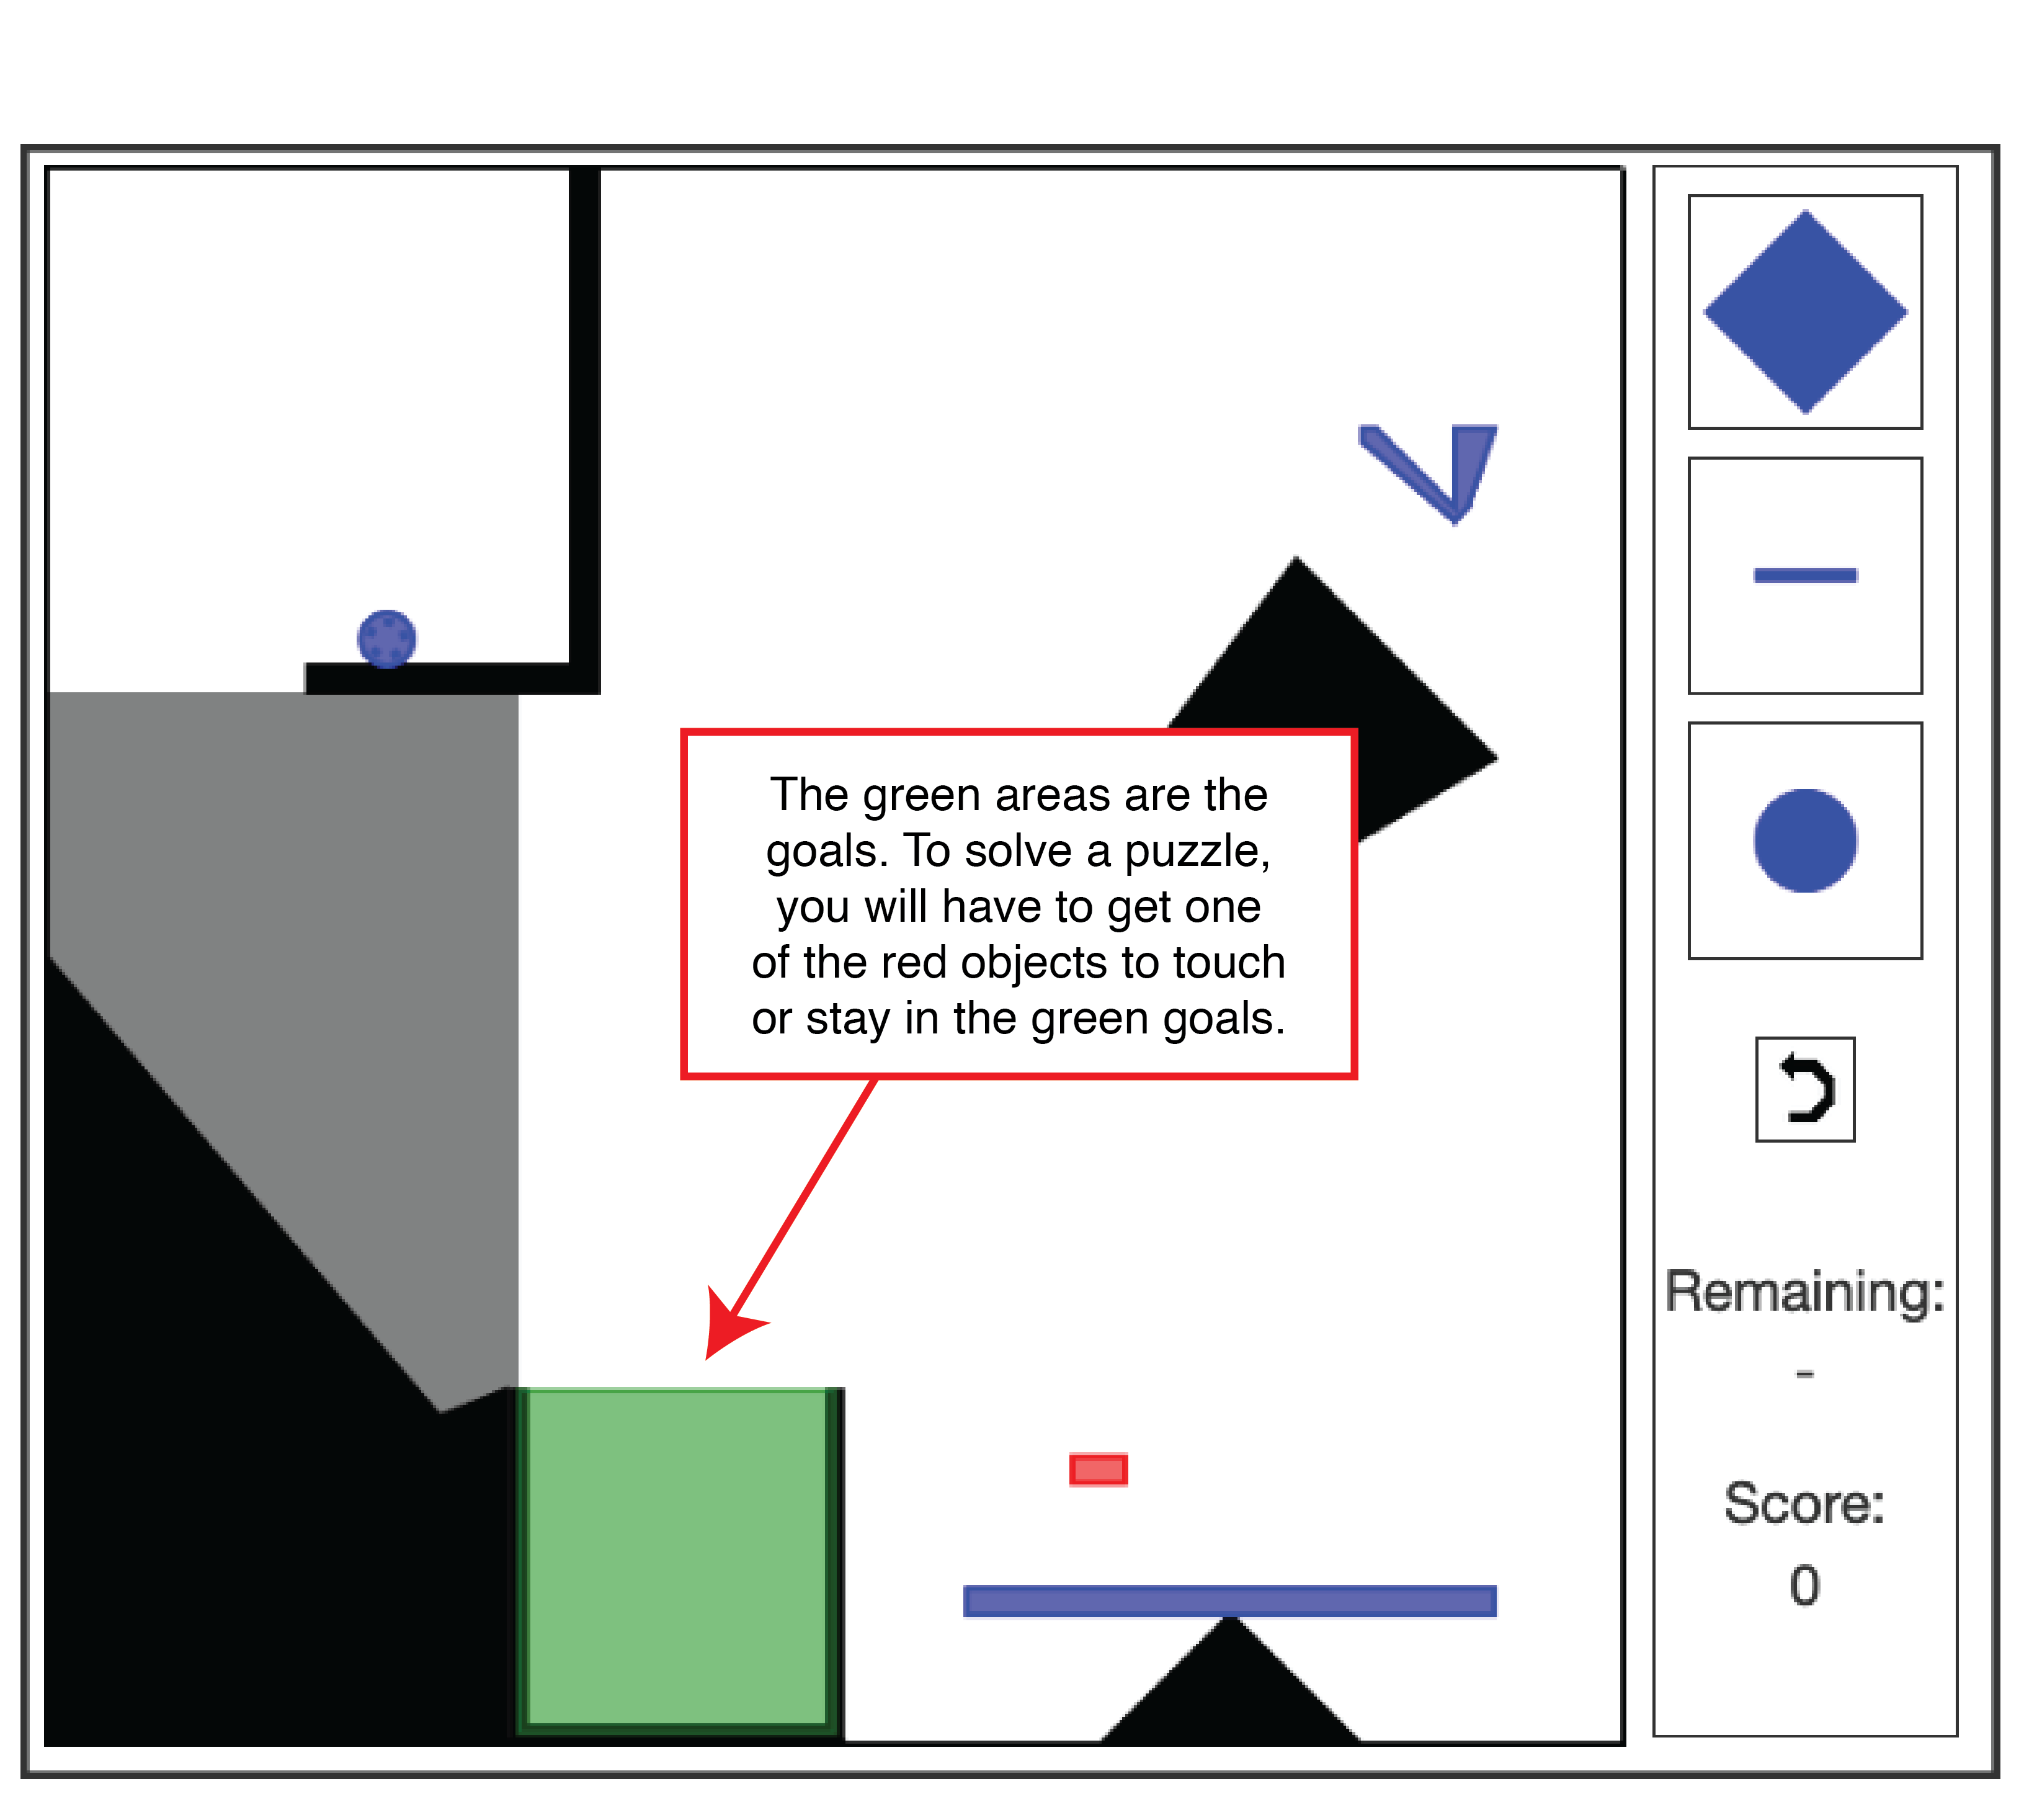 The green areas are the
goals. To solve a puzzle,
you will have to get one
of the red objects to touch
or stay in the green goals.
Remaining:
-
Score:
0